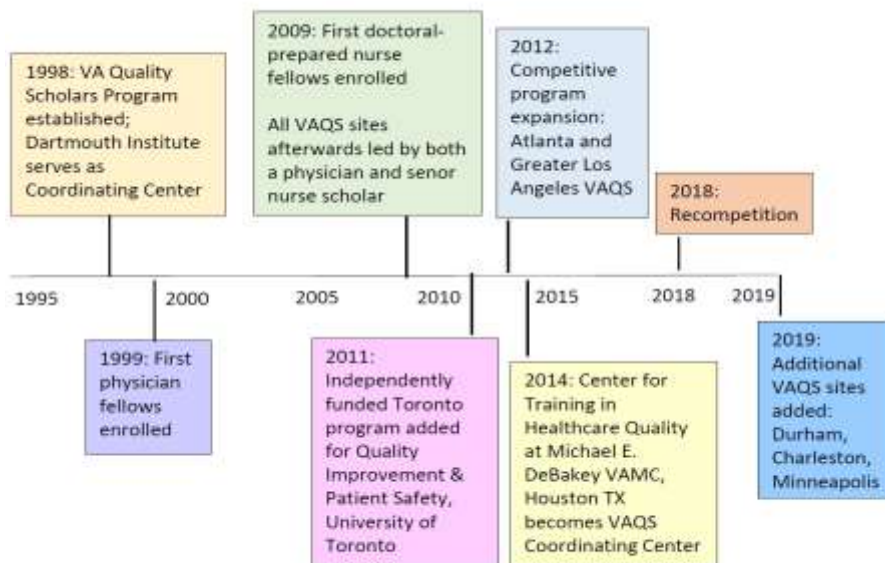 1998: VA Quality
Scholars Program
established;
Dartmouth Institute
serves as
Coordinating Center
2009: First doctoral-
prepared nurse
fellows enrolled
All VAQS sites
afterwards led by both
a physician and senor
nurse scholar
2012:
Competitive
program
expansion:
Atlanta and
Greater Los
Angeles VAQS
2018:
Recompetition
1995 2000 2005 2010 2015 2018 2019
1999: First
physician
fellows
enrolled
2011:
Independently
funded Toronto
program added
for Quality
Improvement &
Patient Safety,
University of
Toronto
2014: Center for
Training in
Healthcare Quality
at Michael E.
DeBakey VAMC,
Houston TX
becomes VAQS
Coordinating Center
2019:
Additional
VAQS sites
added:
Durham,
Charleston,
Minneapolis